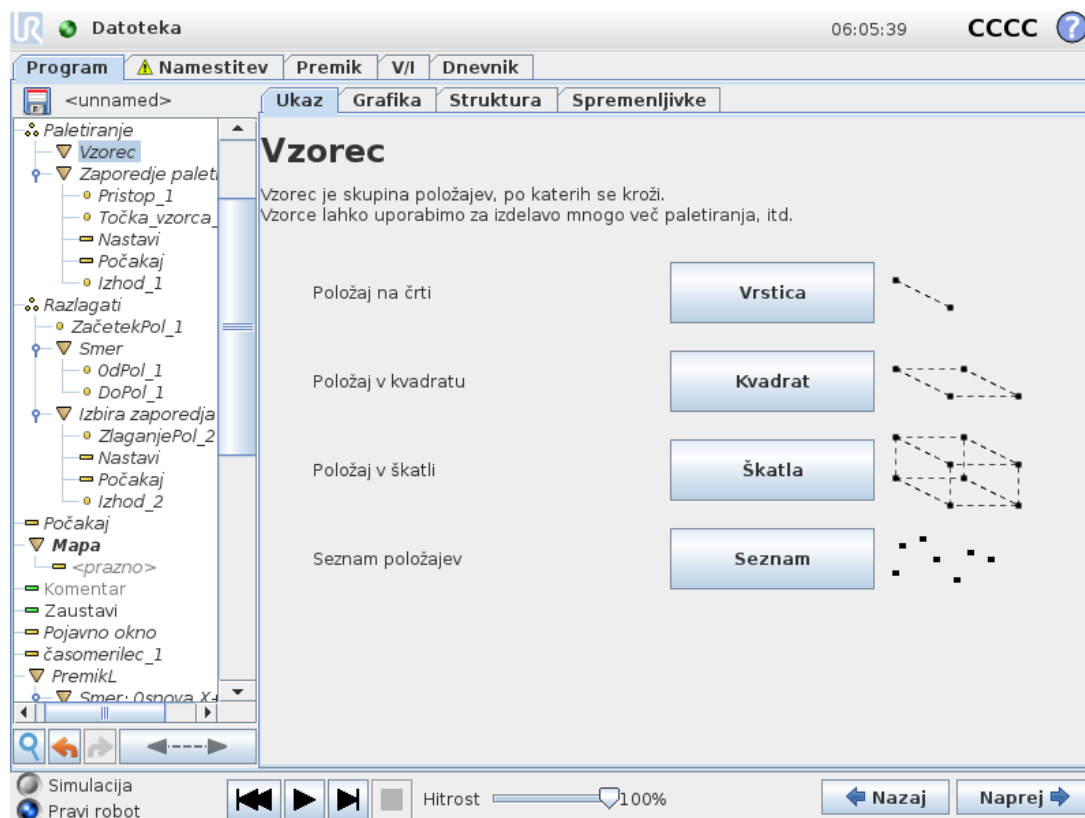 Datoteka
06:05:39
CCCC
?
Program
Namestitev
Premik
V/I
Dnevnik
<unnamed>
Ukaz
Grafika
Struktura
Spremenljivke
Paletiranje
Vzorec
Zaporedje paleti
Pristop_1
Točka_vzorca_
Nastavi
Počakaj
Izhod_1
Razlagati
ZačetekPol_1
Smer
OdPol_1
DoPol_1
Izbira zaporedja
ZlaganjePol_2
Nastavi
Počakaj
Izhod_2
Počakaj
Mapa
<prazno>
Komentar
Zaustavi
Pojavno okno
časomerilec_1
PremikL
Smer: Osnova X+
Vzorec
Vzorec je skupina položajev, po katerih se kroži.
Vzorce lahko uporabimo za izdelavo mnogo več paletiranja, itd.
Položaj na črti
Vrstica
Položaj v kvadratu
Kvadrat
Položaj v škatli
Škatla
Seznam položajev
Seznam
Simulacija
Pravi robot
Hitrost
100%
Nazaj
Naprej